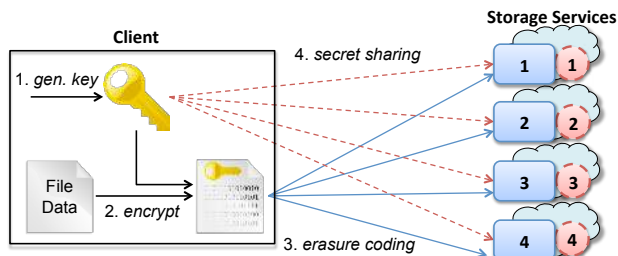 Storage Services
Client
4. secret sharing
1. gen. key
1 1
2 2
File
Data
2. encrypt
3 3
3. erasure coding
4 4